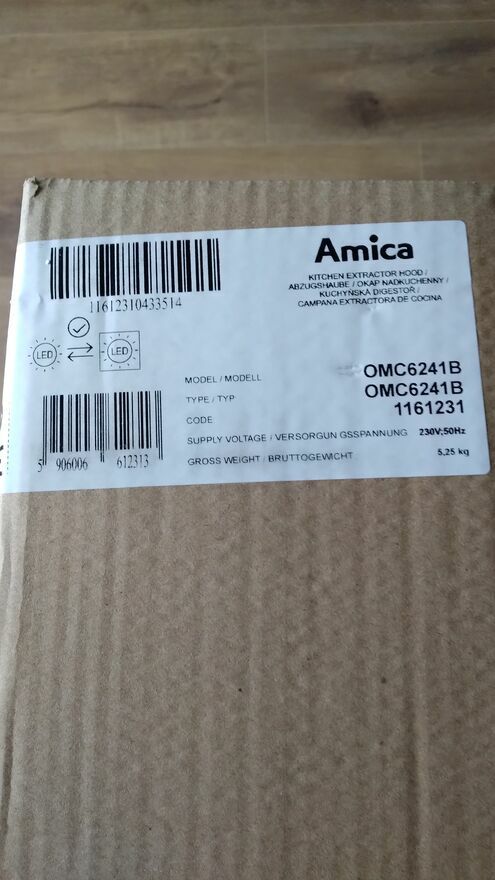 Amica
KITCHEN EXTRACTOR HOOD /
ABZUGSHAUBE / OKAP NADKUCHENNY /
KUCHYŇSKÁ DIGESTOŘ /
CAMPANA EXTRACTORA DE COCINA
11612310433514
LED LED
MODEL / MODELL OMC6241B
TYPE / TYP OMC6241B
CODE 1161231
SUPPLY VOLTAGE / VERSORGUN GSSPANNUNG 230V;50Hz
GROSS WEIGHT / BRUTTOGEWICHT 5,25 kg
5 906006 612313